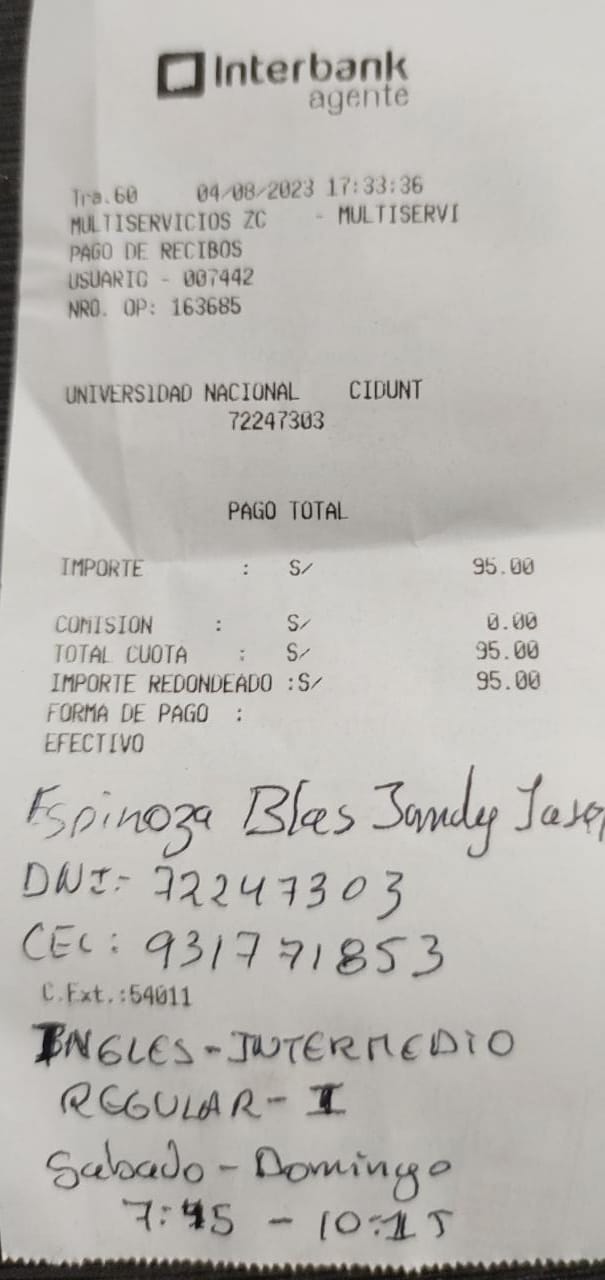 Interbank
agente
Tra.60 04/08/2023 17:33:36
MULTISERVICIOS ZC - MULTISERVI
PAGO DE RECIBOS
USUARIO - 007442
NRO. OP: 163685
UNIVERSIDAD NACIONAL CIDUNT
72247303
PAGO TOTAL
IMPORTE : S/ 95.00
COMISION : S/ 0.00
TOTAL CUOTA : S/ 95.00
IMPORTE REDONDEADO :S/ 95.00
FORMA DE PAGO :
EFECTIVO
Espinoza Blas
DNI:- 72247303
CEL: 931771853
C.Ext.:54011
INGLES - INTERMEDIO
REGULAR - I
Sabado - Domingo
7:45 - 10:15